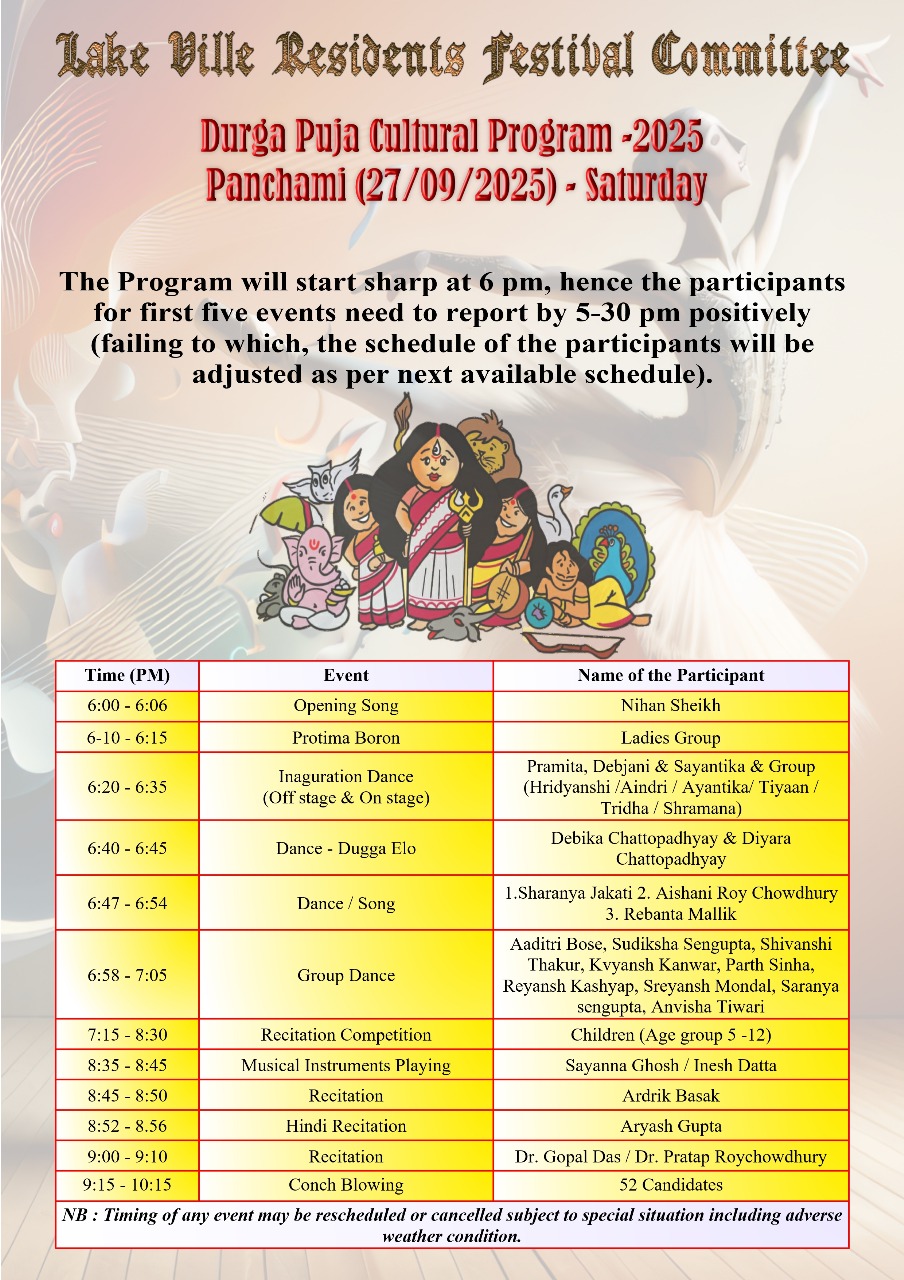 Lake Ville Residents Festival Committee
Durga Puja Cultural Program -2025
Panchami (27/09/2025) - Saturday
The Program will start sharp at 6 pm, hence the participants
for first five events need to report by 5-30 pm positively
(failing to which, the schedule of the participants will be
adjusted as per next available schedule).
Time (PM) Event Name of the Participant
6:00 - 6:06 Opening Song Nihan Sheikh
6-10 - 6:15 Protima Boron Ladies Group
6:20 - 6:35 Inaguration Dance
(Off stage & On stage)
Pramita, Debjani & Sayantika & Group
(Hridyanshi /Aindri / Ayantika/ Tiyaan /
Tridha / Shramana)
6:40 - 6:45 Dance - Dugga Elo Debika Chattopadhyay & Diyara
Chattopadhyay
6:47 - 6:54 Dance / Song 1.Sharanya Jakati 2. Aishani Roy Chowdhury
3. Rebanta Mallik
6:58 - 7:05 Group Dance Aaditri Bose, Sudiksha Sengupta, Shivanshi
Thakur, Kvyansh Kanwar, Parth Sinha,
Reyansh Kashyap, Sreyansh Mondal, Saranya
sengupta, Anvisha Tiwari
7:15 - 8:30 Recitation Competition Children (Age group 5 -12)
8:35 - 8:45 Musical Instruments Playing Sayanna Ghosh / Inesh Datta
8:45 - 8:50 Recitation Ardrik Basak
8:52 - 8.56 Hindi Recitation Aryash Gupta
9:00 - 9:10 Recitation Dr. Gopal Das / Dr. Pratap Roychowdhury
9:15 - 10:15 Conch Blowing 52 Candidates
NB : Timing of any event may be rescheduled or cancelled subject to special situation including adverse
weather condition.